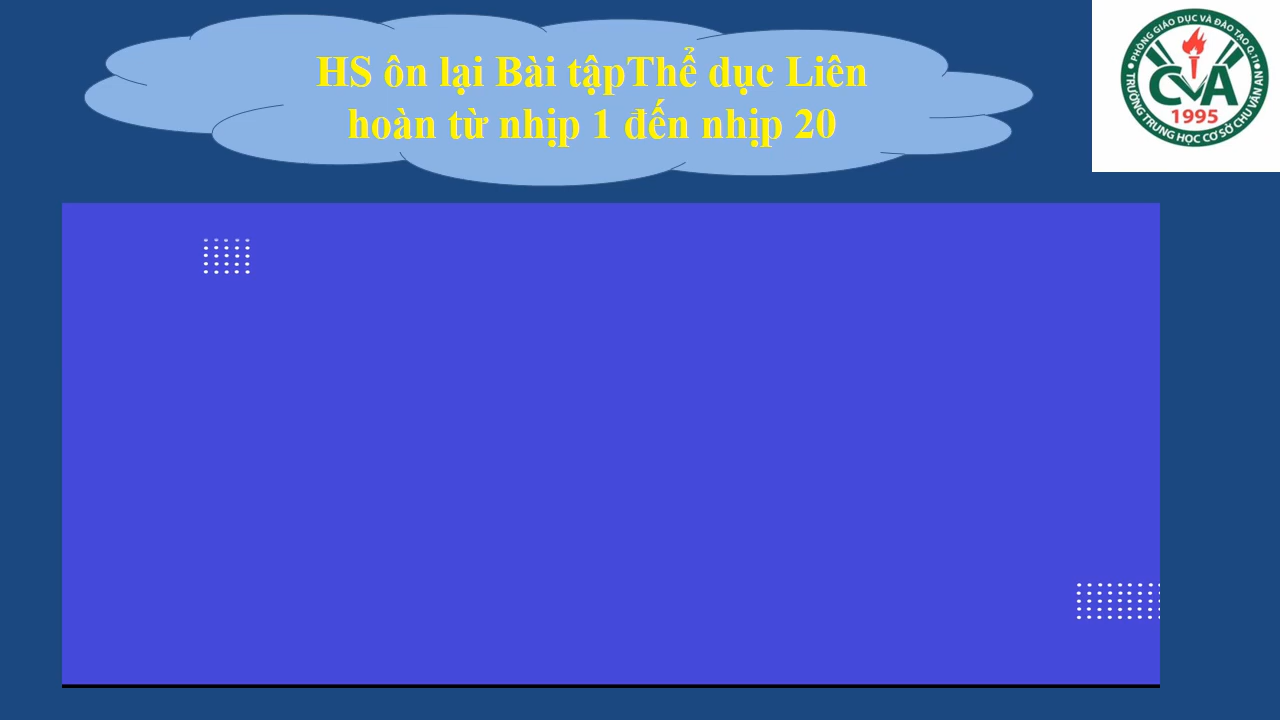 HS ôn lại Bài tậpThể dục Liên
hoàn từ nhịp 1 đến nhịp 20
PHÒNG GIÁO DỤC VÀ ĐÀO TẠO Q.11
CVA
1995
TRƯỜNG TRUNG HỌC CƠ SỞ CHU VĂN AN